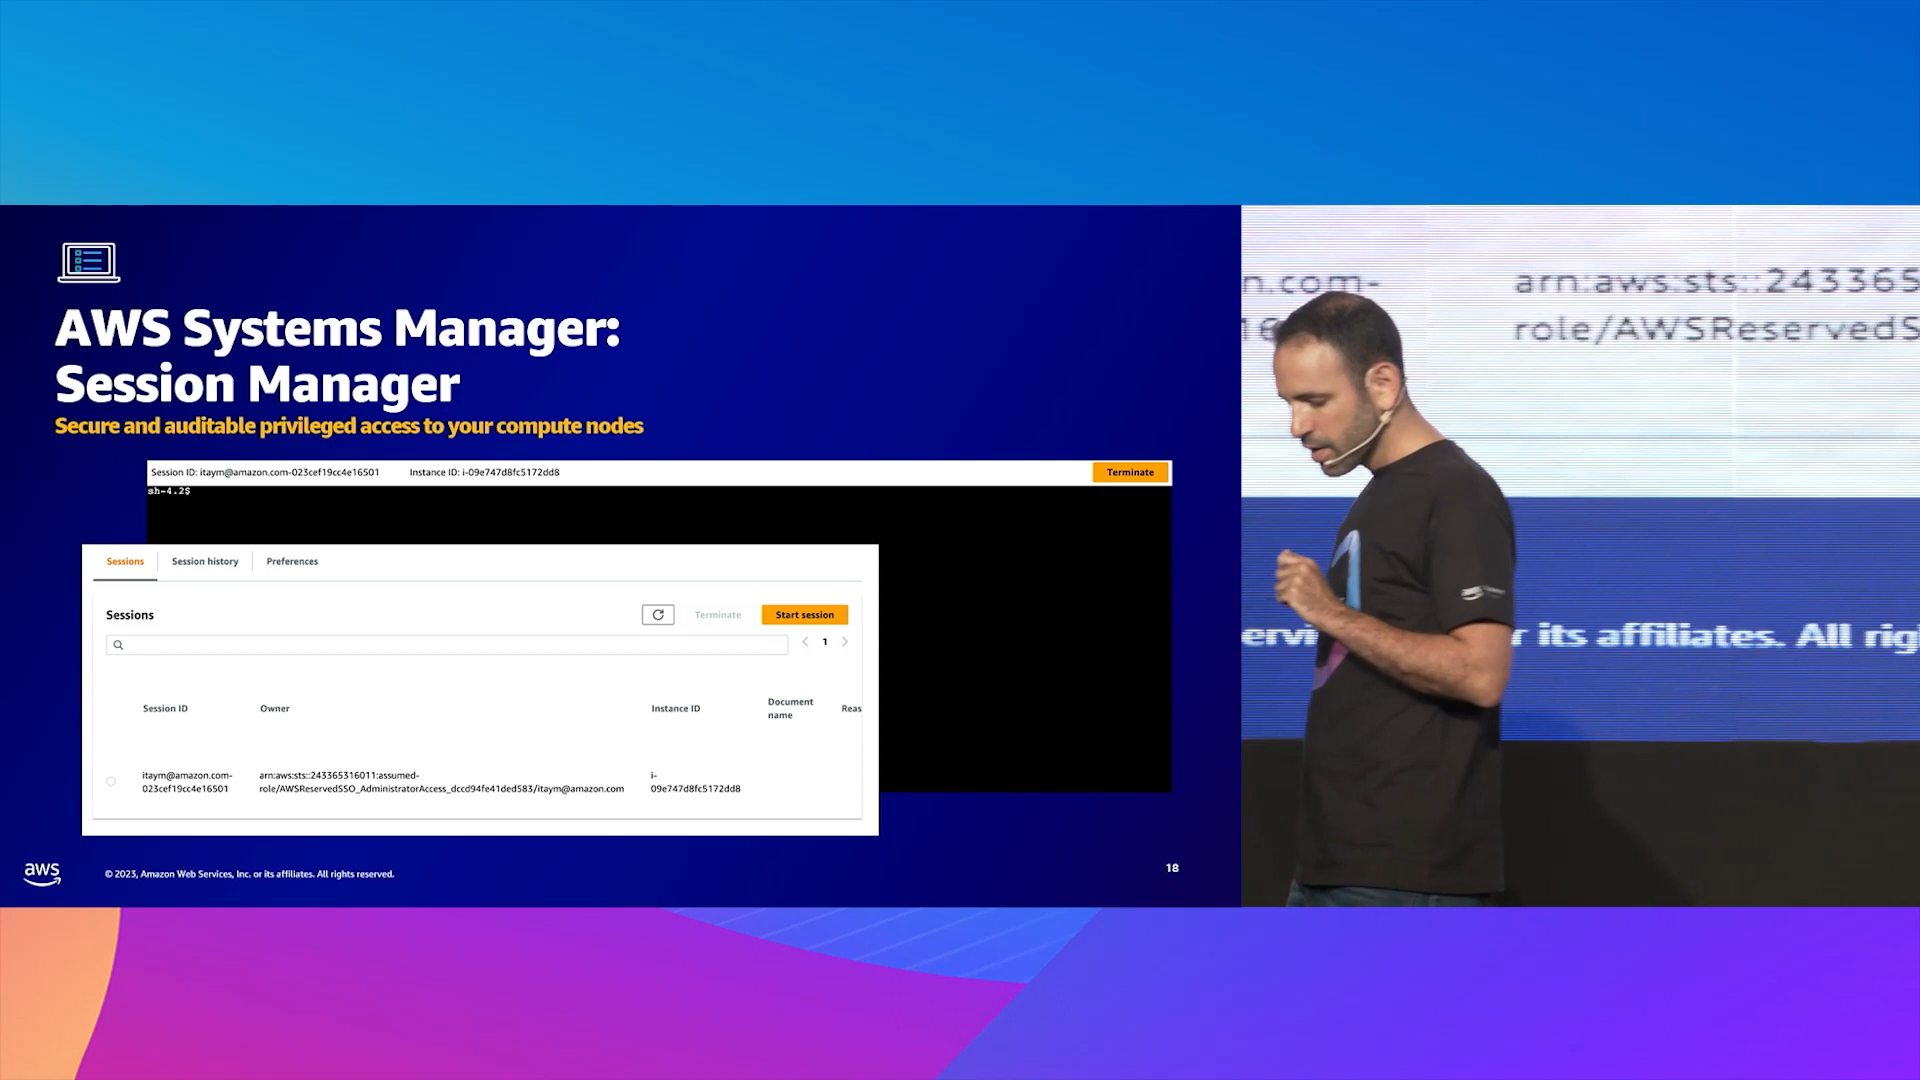 AWS Systems Manager:
Session Manager
Secure and auditable privileged access to your compute nodes
Session ID: itaym@amazon.com-023cef19cc4e16501 Instance ID: i-09e747d8fc5172dd8 Terminate
sh-4.2$
Sessions Session history Preferences
Sessions Terminate Start session
1
Session ID Owner Instance ID Document name Reas
itaym@amazon.com-
023cef19cc4e16501
arn:aws:sts::243365316011:assumed-
role/AWSReservedSSO_AdministratorAccess_dccd94fe41ded583/itaym@amazon.com
i-
09e747d8fc5172dd8
aws
© 2023, Amazon Web Services, Inc. or its affiliates. All rights reserved.
18
n.com-
arn:aws:sts::243365
role/AWSReservedS
ervi
r its affiliates. All rig
aws